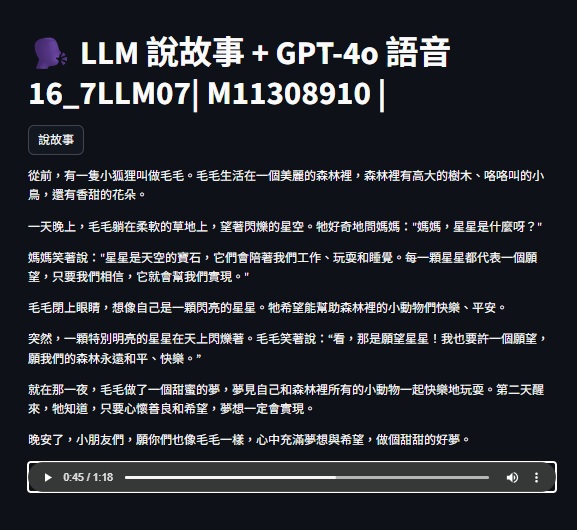 LLM 說故事 + GPT-4o 語音
16_7LLM07| M11308910 |
說故事
從前，有一隻小狐狸叫做毛毛。毛毛生活在一個美麗的森林裡，森林裡有高大的樹木、咯咯叫的小
鳥，還有香甜的花朵。
一天晚上，毛毛躺在柔軟的草地上，望著閃爍的星空。牠好奇地問媽媽："媽媽，星星是什麼呀？"
媽媽笑著說："星星是天空的寶石，它們會陪著我們工作、玩耍和睡覺。每一顆星星都代表一個願
望，只要我們相信，它就會幫我們實現。"
毛毛閉上眼睛，想像自己是一顆閃亮的星星。牠希望能幫助森林裡的小動物們快樂、平安。
突然，一顆特別明亮的星星在天上閃爍著。毛毛笑著說："看，那是願望星星！我也要許一個願望，
願我們的森林永遠和平、快樂。"
就在那一夜，毛毛做了一個甜蜜的夢，夢見自己和森林裡所有的小動物一起快樂地玩耍。第二天醒
來，牠知道，只要心懷善良和希望，夢想一定會實現。
晚安了，小朋友們，願你們也像毛毛一樣，心中充滿夢想與希望，做個甜甜的好夢。
0:45 / 1:18